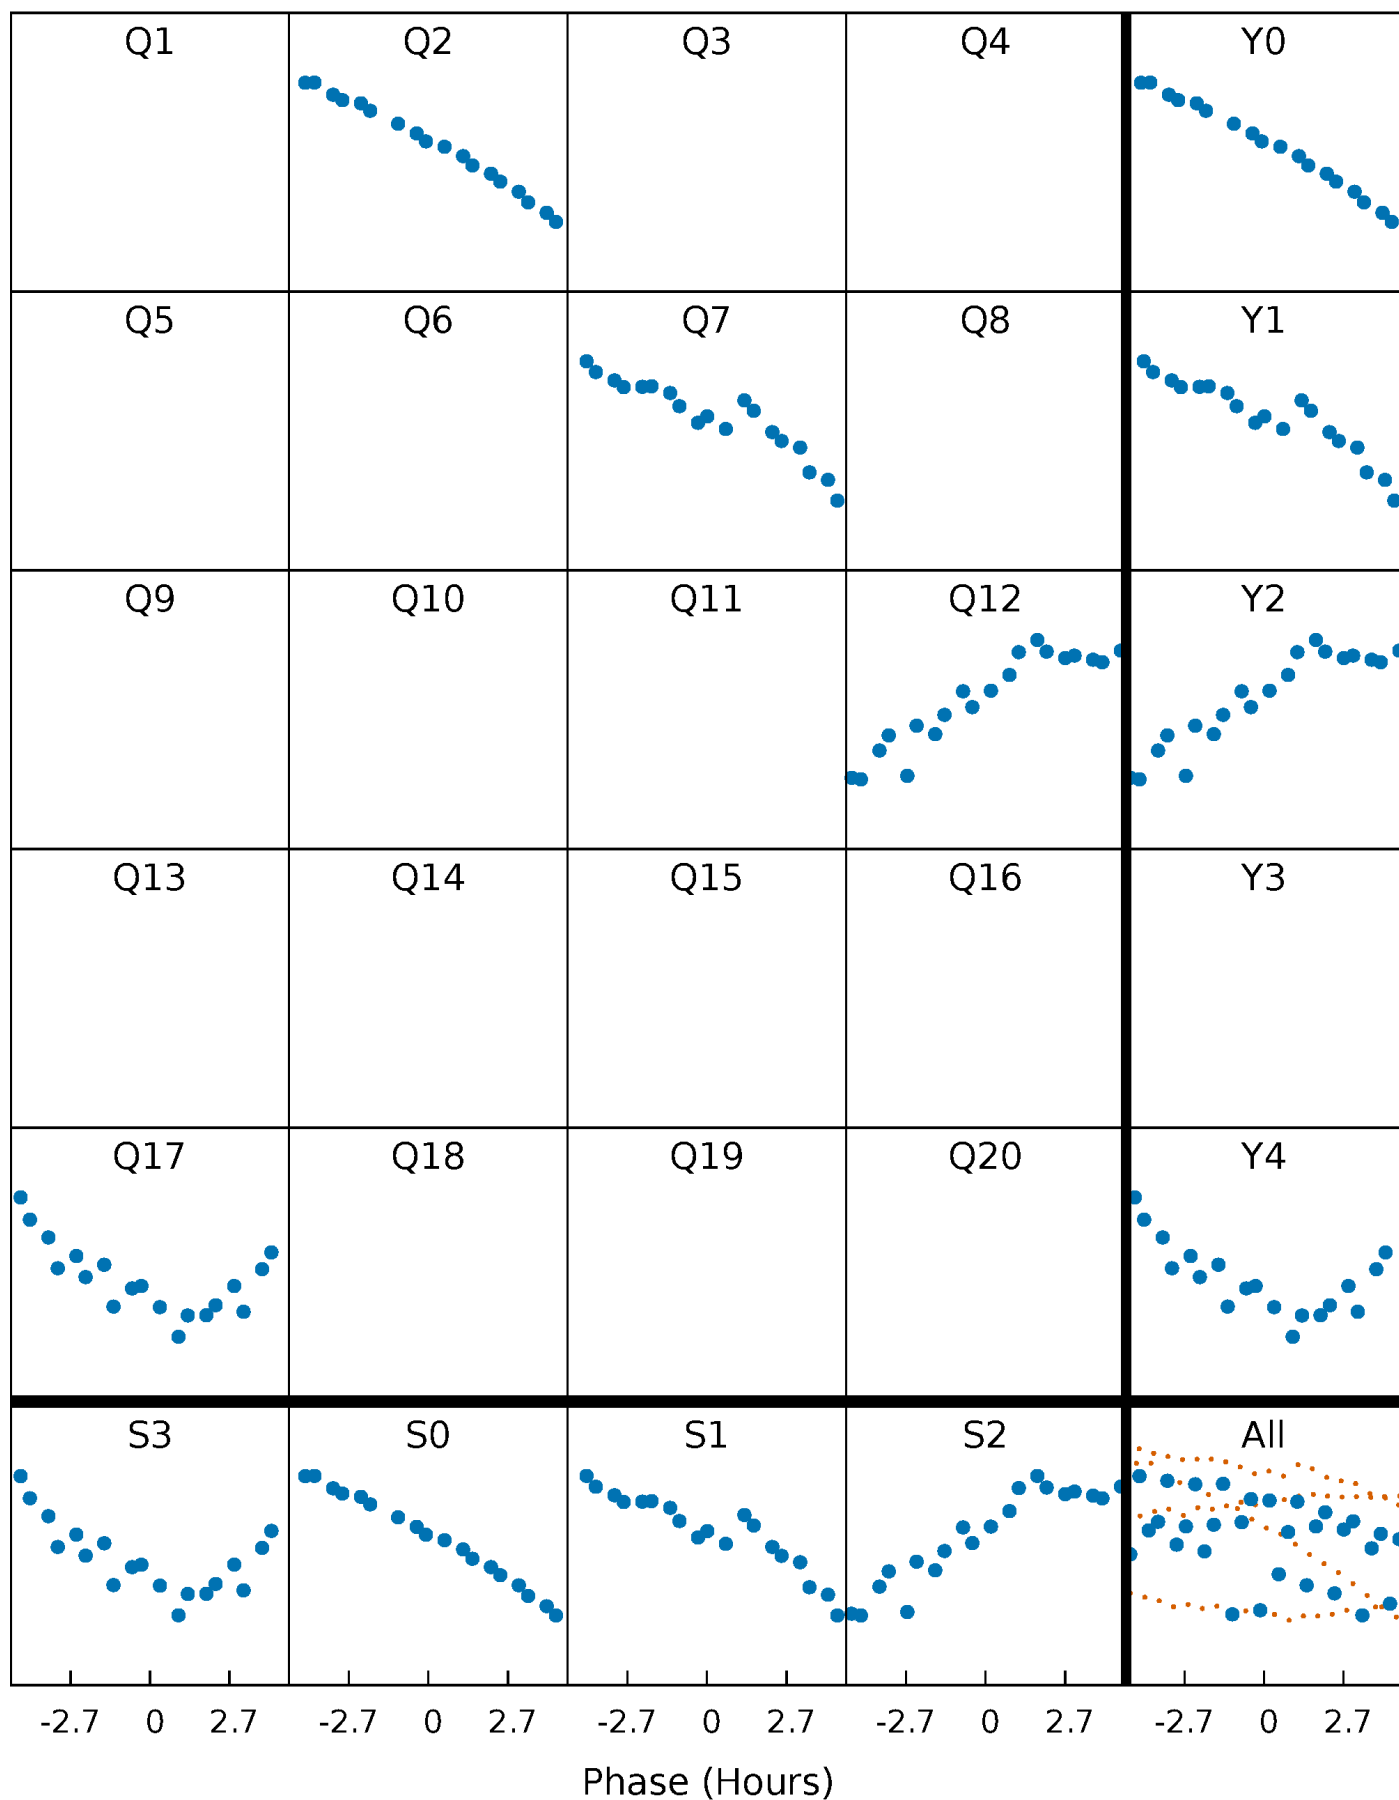 Q1 Q2 Q3 Q4 Y0
Q5 Q6 Q7 Q8 Y1
Q9 Q10 Q11 Q12 Y2
Q13 Q14 Q15 Q16 Y3
Q17 Q18 Q19 Q20 Y4
S3 S0 S1 S2 All
-2.7 0 2.7 -2.7 0 2.7 -2.7 0 2.7 -2.7 0 2.7 -2.7 0 2.7
Phase (Hours)